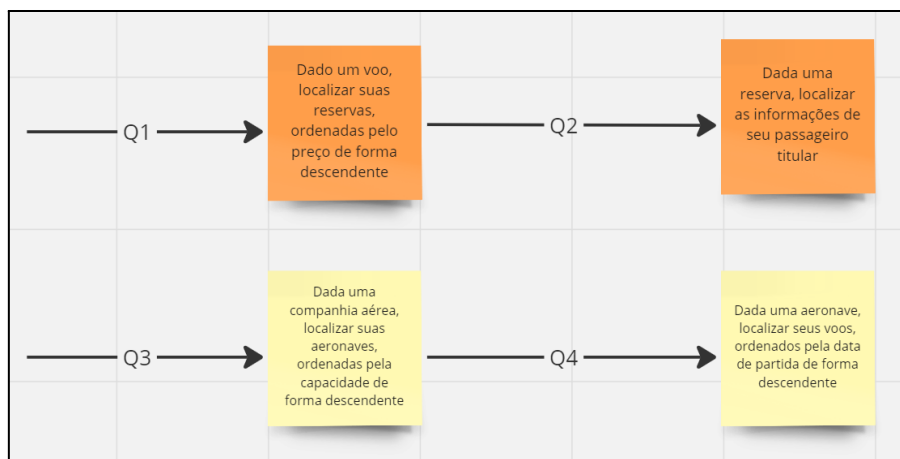 Q1
Dado um voo,
localizar suas
reservas,
ordenadas pelo
preço de forma
descendente
Q2
Dada uma
reserva, localizar
as informações de
seu passageiro
titular
Q3
Dada uma
companhia aérea,
localizar suas
aeronaves,
ordenadas pela
capacidade de
forma descendente
Q4
Dada uma aeronave,
localizar seus voos,
ordenados pela data
de partida de forma
descendente